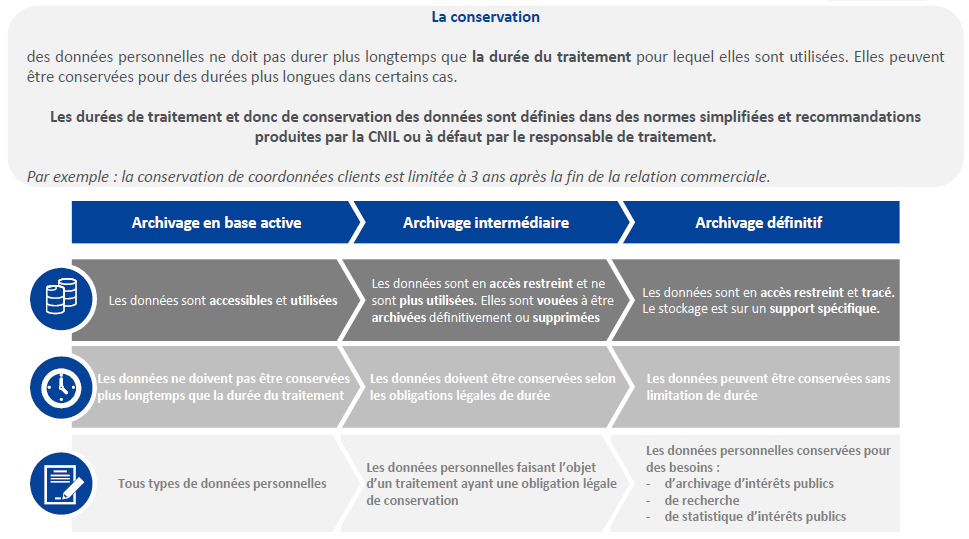 La conservation
des données personnelles ne doit pas durer plus longtemps que la durée du traitement pour lequel elles sont utilisées. Elles peuvent
être conservées pour des durées plus longues dans certains cas.
Les durées de traitement et donc de conservation des données sont définies dans des normes simplifiées et recommandations
produites par la CNIL ou à défaut par le responsable de traitement.
Par exemple : la conservation de coordonnées clients est limitée à 3 ans après la fin de la relation commerciale.
Archivage en base active
Archivage intermédiaire
Archivage définitif
Les données sont accessibles et utilisées
Les données sont en accès restreint et ne
sont plus utilisées. Elles sont vouées à être
archivées définitivement ou supprimées
Les données sont en accès restreint et tracé.
Le stockage est sur un support spécifique.
Les données ne doivent pas être conservées
plus longtemps que la durée du traitement
Les données doivent être conservées selon
les obligations légales de durée
Les données peuvent être conservées sans
limitation de durée
Tous types de données personnelles
Les données personnelles faisant l'objet
d'un traitement ayant une obligation légale
de conservation
Les données personnelles conservées pour
des besoins :
- d'archivage d'intérêts publics
- de recherche
- de statistique d'intérêts publics